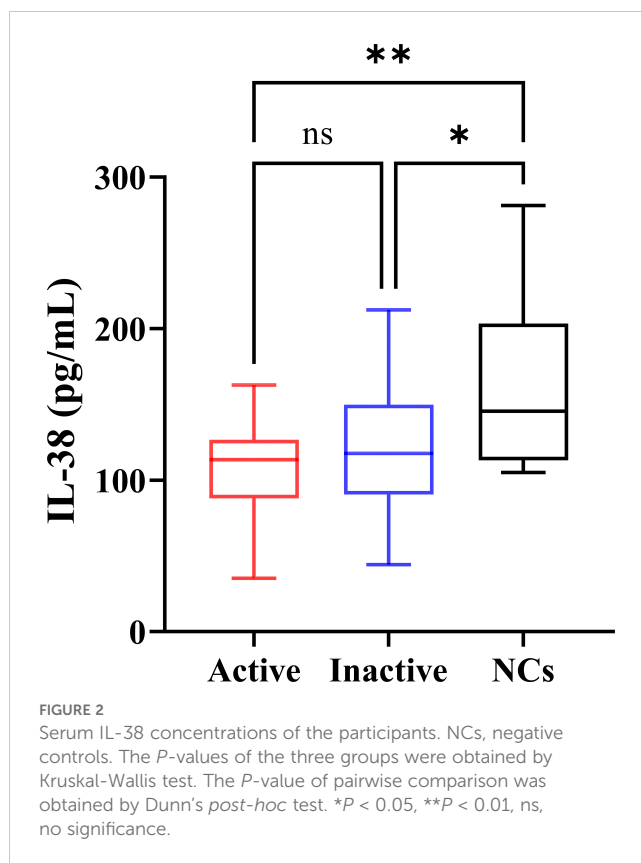 **
ns
*
300
200
100
0
IL-38 (pg/mL)
Active Inactive NCs
FIGURE 2
Serum IL-38 concentrations of the participants. NCs, negative
controls. The P-values of the three groups were obtained by
Kruskal-Wallis test. The P-value of pairwise comparison was
obtained by Dunn’s post-hoc test. *P < 0.05, **P < 0.01, ns,
no significance.